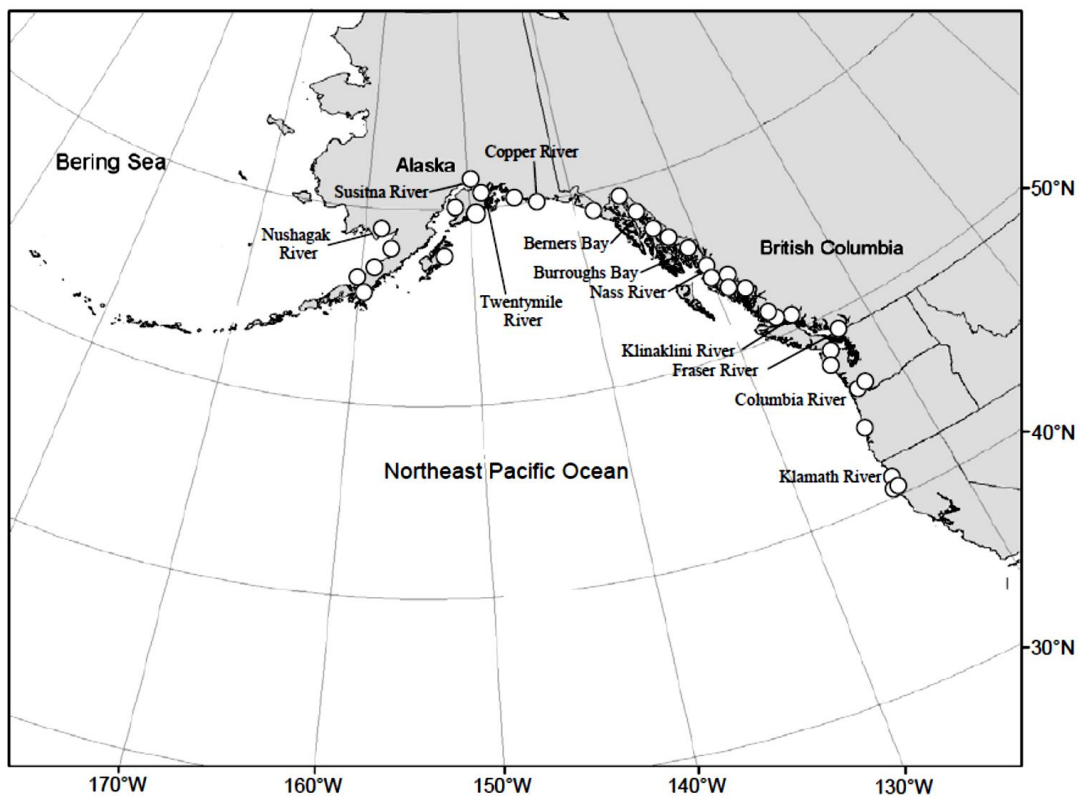 Bering Sea
Alaska
Copper River
Susitna River
50°N
Nushagak
River
Berners Bay
British Columbia
Burroughs Bay
Nass River
Twentymile
River
Klinaklini River
Fraser River
Columbia River
40°N
Northeast Pacific Ocean
Klamath River
30°N
170°W
160°W
150°W
140°W
130°W